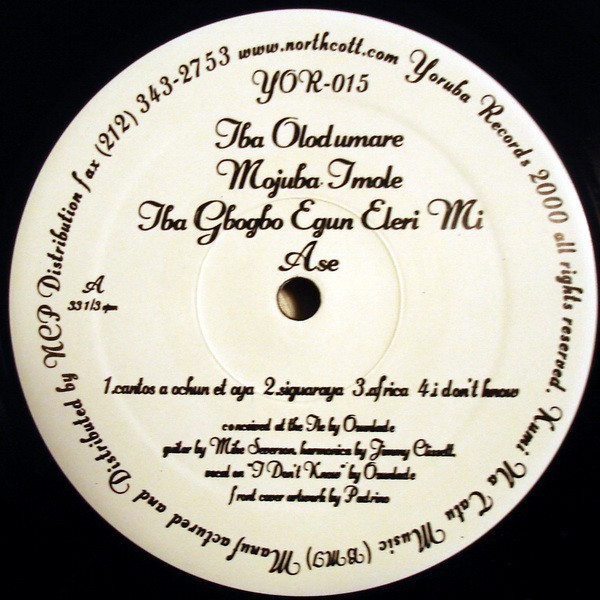 YOR-015
Iba Olodumare
Mojuba Imole
Iba Gbogbo Egun Eleri Mi
Ase
A
33 1/3 rpm
1.cantos a ochun et oya 2.siguaraya 3.africa 4.i don't know
conceived at the Ile by Osunlade
guitar by Mike Severson, harmonica by Jimmy Clissett,
vocal on "I Don't Know" by Osunlade
front cover artwork by Padrino
Yoruba Records 2000 all rights reserved. Kumi Na Tatu Music (BMI) Manufactured and Distributed by NCP Distribution fax (212) 343-2753 www.northcott.com